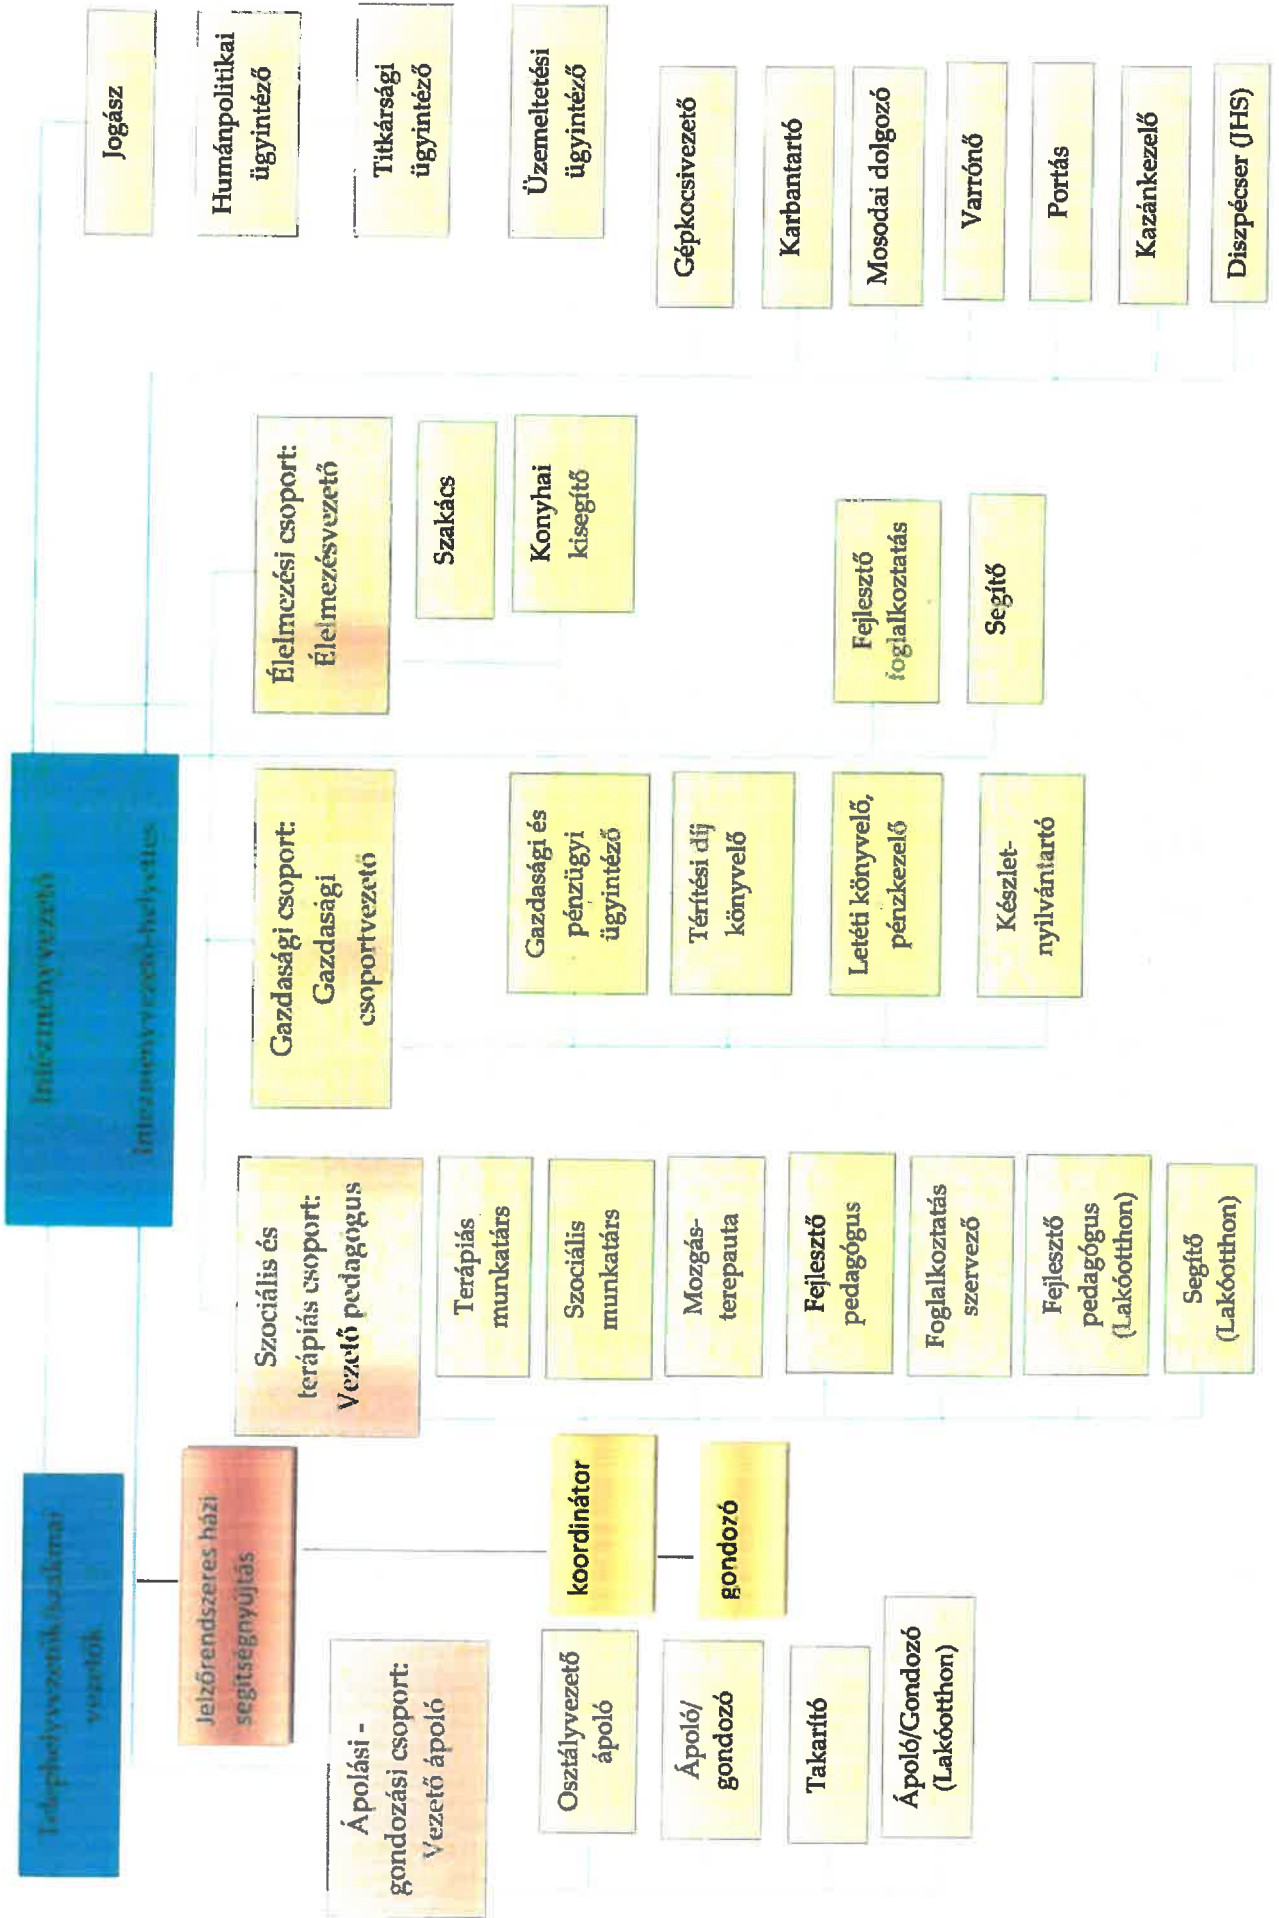 Intézményvezető
Intézményvezető-helyettes
Telephelyvezetők/szakmai
vezetők
Jelzőrendszeres házi
segítségnyújtás
koordinátor
gondozó
Ápolási -
gondozási csoport:
Vezető ápoló
Osztályvezető
ápoló
Ápoló/
gondozó
Takarító
Ápoló/Gondozó
(Lakóotthon)
Szociális és
terápiás csoport:
Vezető pedagógus
Terápiás
munkatárs
Szociális
munkatárs
Mozgás-
terepauta
Fejlesztő
pedagógus
Foglalkoztatás
szervező
Fejlesztő
pedagógus
(Lakóotthon)
Segítő
(Lakóotthon)
Gazdasági csoport:
Gazdasági
csoportvezető
Gazdasági és
pénzügyi
ügyintéző
Térítési díj
könyvelő
Letéti könyvelő,
pénzkezelő
Készlet-
nyilvántartó
Élelmezési csoport:
Élelmezésvezető
Szakács
Konyhai
kisegítő
Fejlesztő
foglalkoztatás
Segítő
Jogász
Humánpolitikai
ügyintéző
Titkársági
ügyintéző
Üzemeltetési
ügyintéző
Gépkocsivezető
Karbantartó
Mosodai dolgozó
Varrónő
Portás
Kazánkezelő
Diszpécser (JHS)